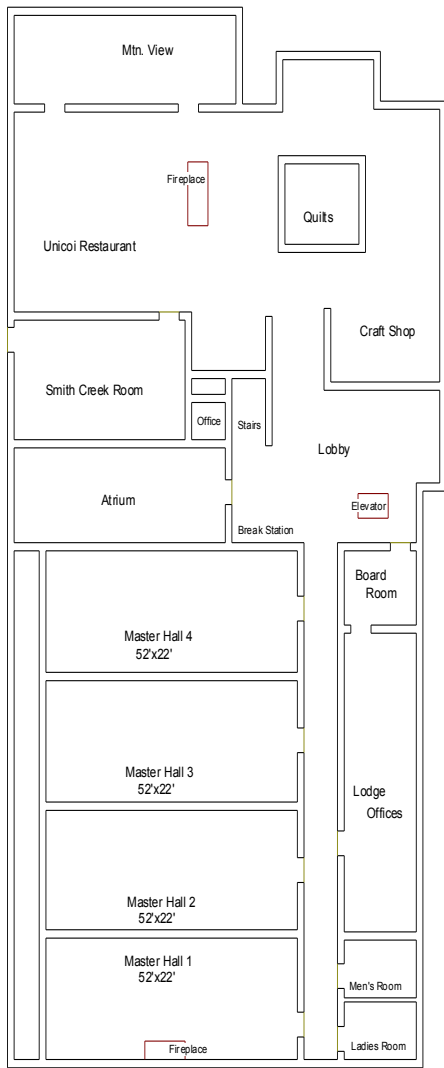 Mtn. View
Fireplace
Quilts
Unicoi Restaurant
Craft Shop
Smith Creek Room
Office
Stairs
Lobby
Atrium
Elevator
Break Station
Board
Room
Master Hall 4
52'x22'
Master Hall 3
52'x22'
Lodge
Offices
Master Hall 2
52'x22'
Master Hall 1
52'x22'
Men's Room
Fireplace
Ladies Room